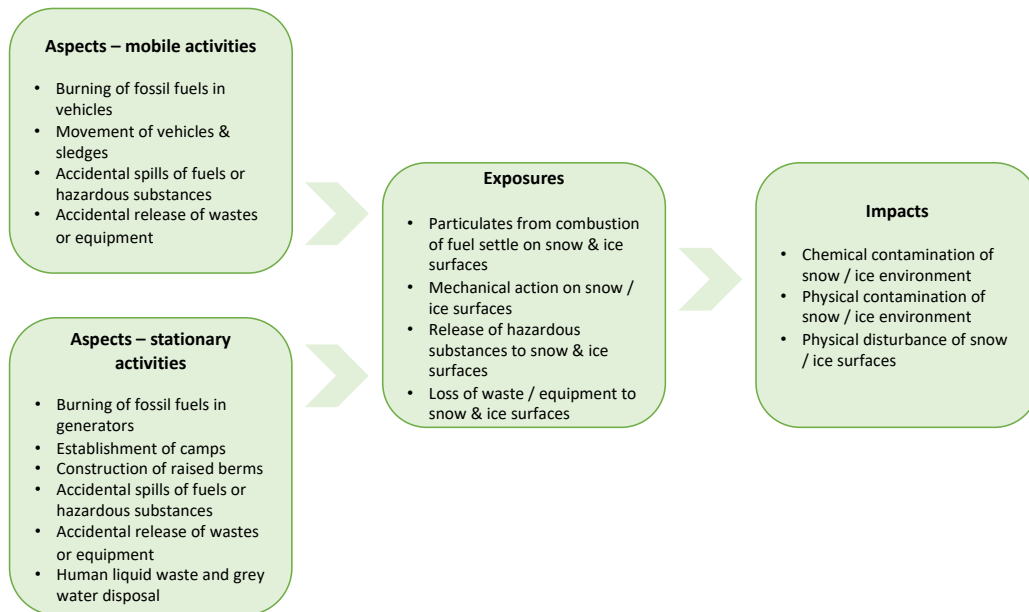 Aspects – mobile activities
• Burning of fossil fuels in
vehicles
• Movement of vehicles &
sledges
• Accidental spills of fuels or
hazardous substances
• Accidental release of wastes
or equipment
Aspects – stationary
activities
• Burning of fossil fuels in
generators
• Establishment of camps
• Construction of raised berms
• Accidental spills of fuels or
hazardous substances
• Accidental release of wastes
or equipment
• Human liquid waste and grey
water disposal
Exposures
• Particulates from combustion
of fuel settle on snow & ice
surfaces
• Mechanical action on snow /
ice surfaces
• Release of hazardous
substances to snow & ice
surfaces
• Loss of waste / equipment to
snow & ice surfaces
Impacts
• Chemical contamination of
snow / ice environment
• Physical contamination of
snow / ice environment
• Physical disturbance of snow
/ ice surfaces